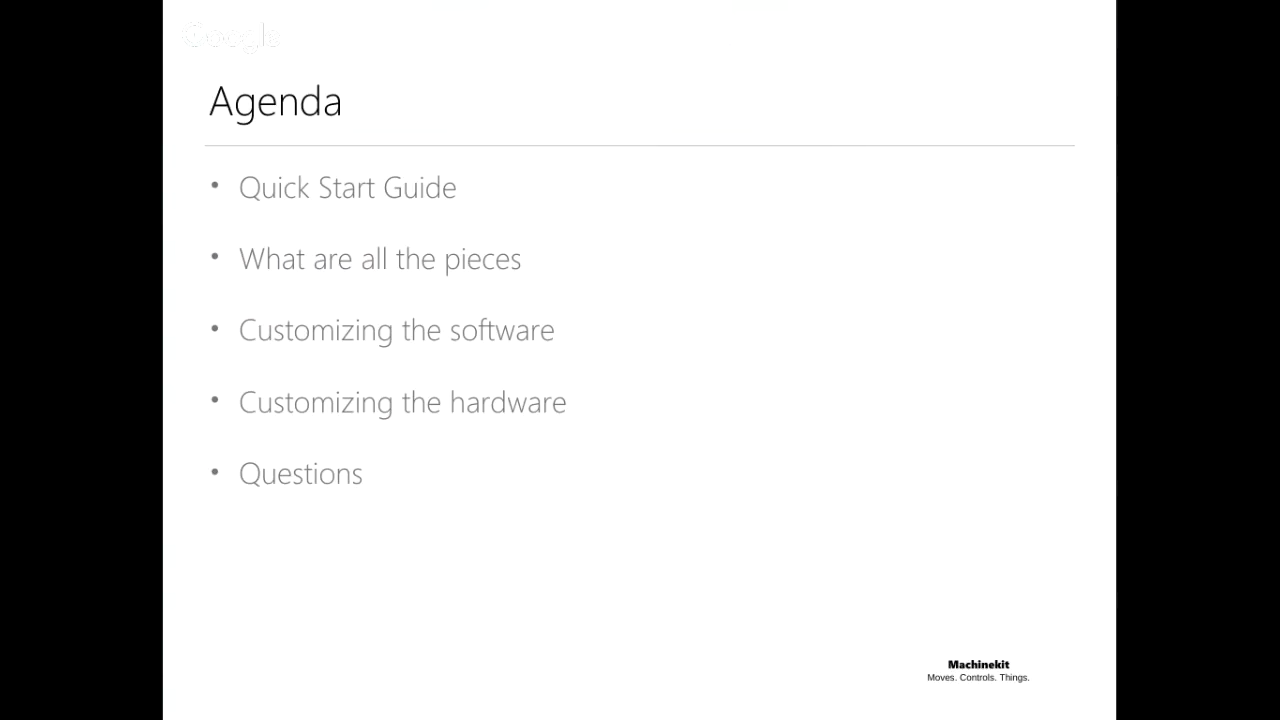 Google
Agenda
• Quick Start Guide
• What are all the pieces
• Customizing the software
• Customizing the hardware
• Questions
Machinekit
Moves. Controls. Things.